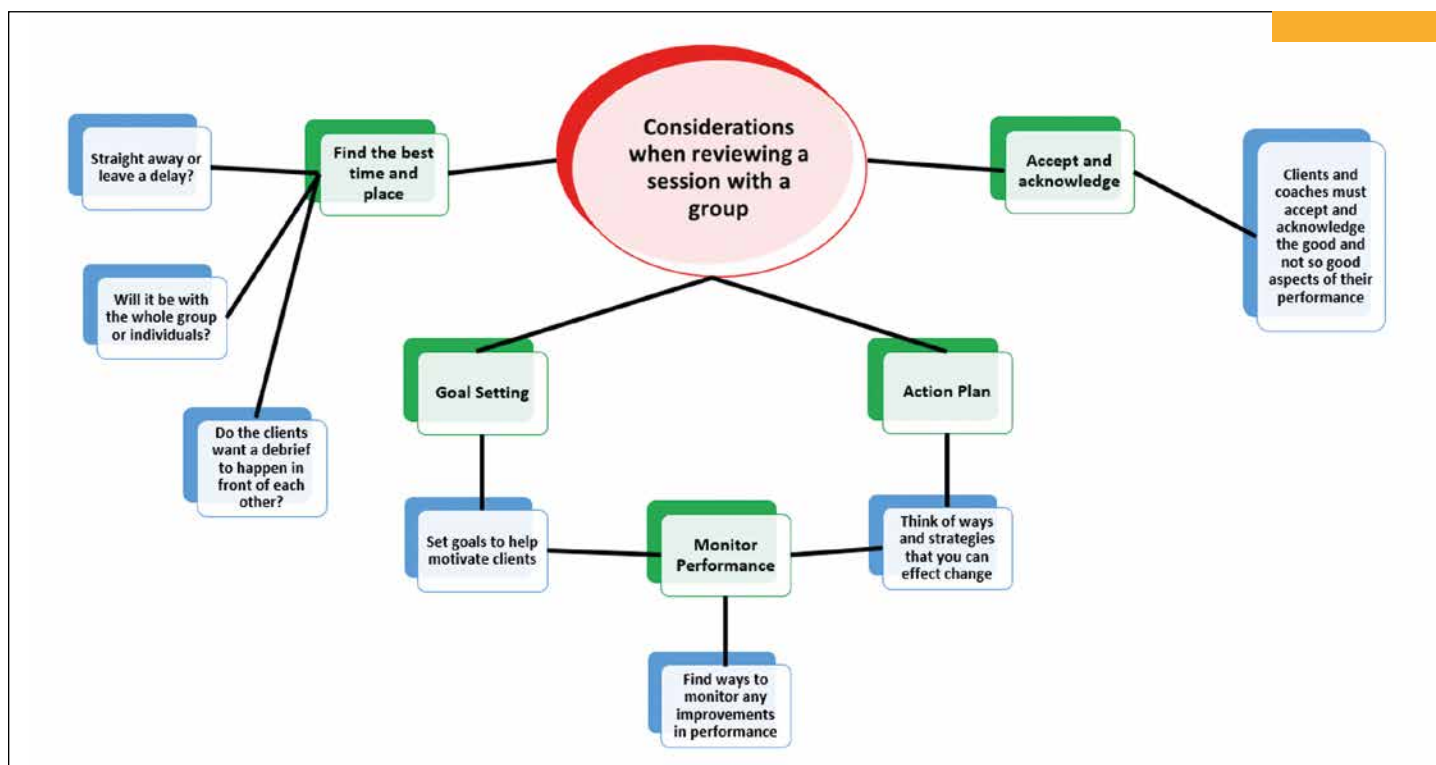 Considerations
when reviewing a
session with a
group
Find the best
time and
place
Straight away or
leave a delay?
Will it be with
the whole group
or individuals?
Do the clients
want a debrief
to happen in
front of each
other?
Accept and
acknowledge
Clients and
coaches must
accept and
acknowledge
the good and
not so good
aspects of their
performance
Goal Setting
Set goals to help
motivate clients
Action Plan
Think of ways
and strategies
that you can
effect change
Monitor
Performance
Find ways to
monitor any
improvements
in performance